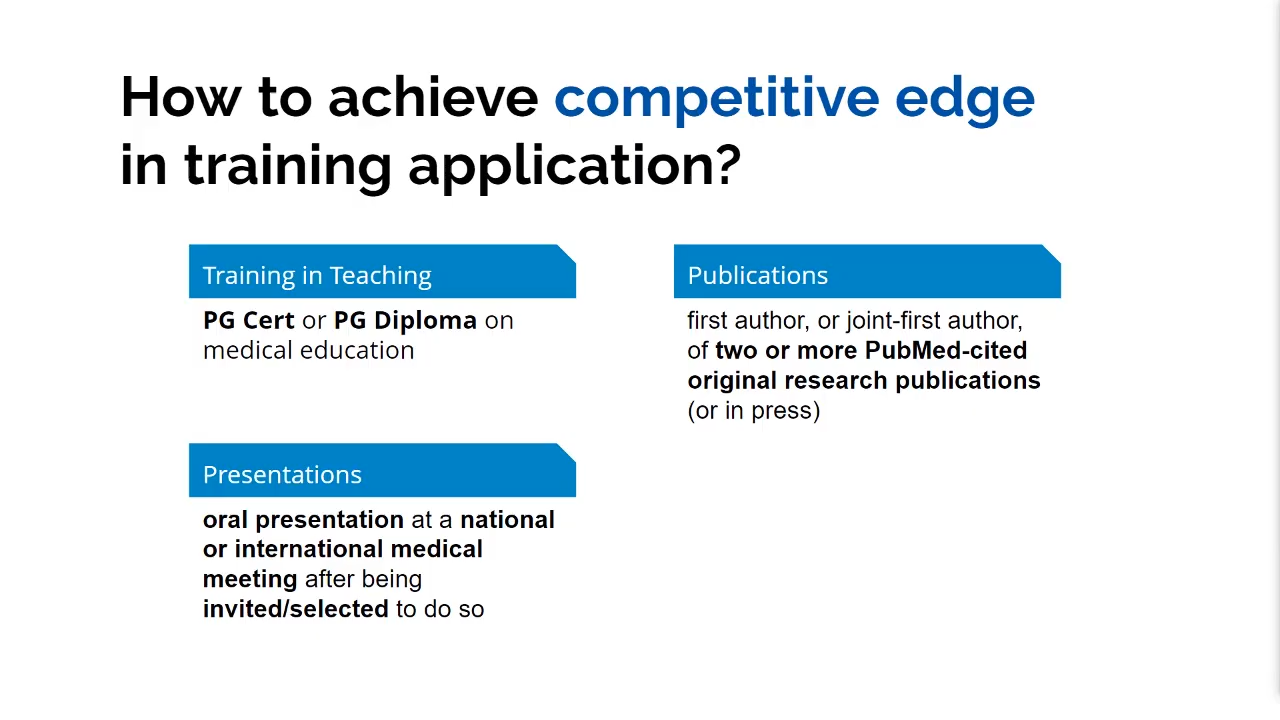 How to achieve competitive edge
in training application?
Training in Teaching
PG Cert or PG Diploma on
medical education
Publications
first author, or joint-first author,
of two or more PubMed-cited
original research publications
(or in press)
Presentations
oral presentation at a national
or international medical
meeting after being
invited/selected to do so